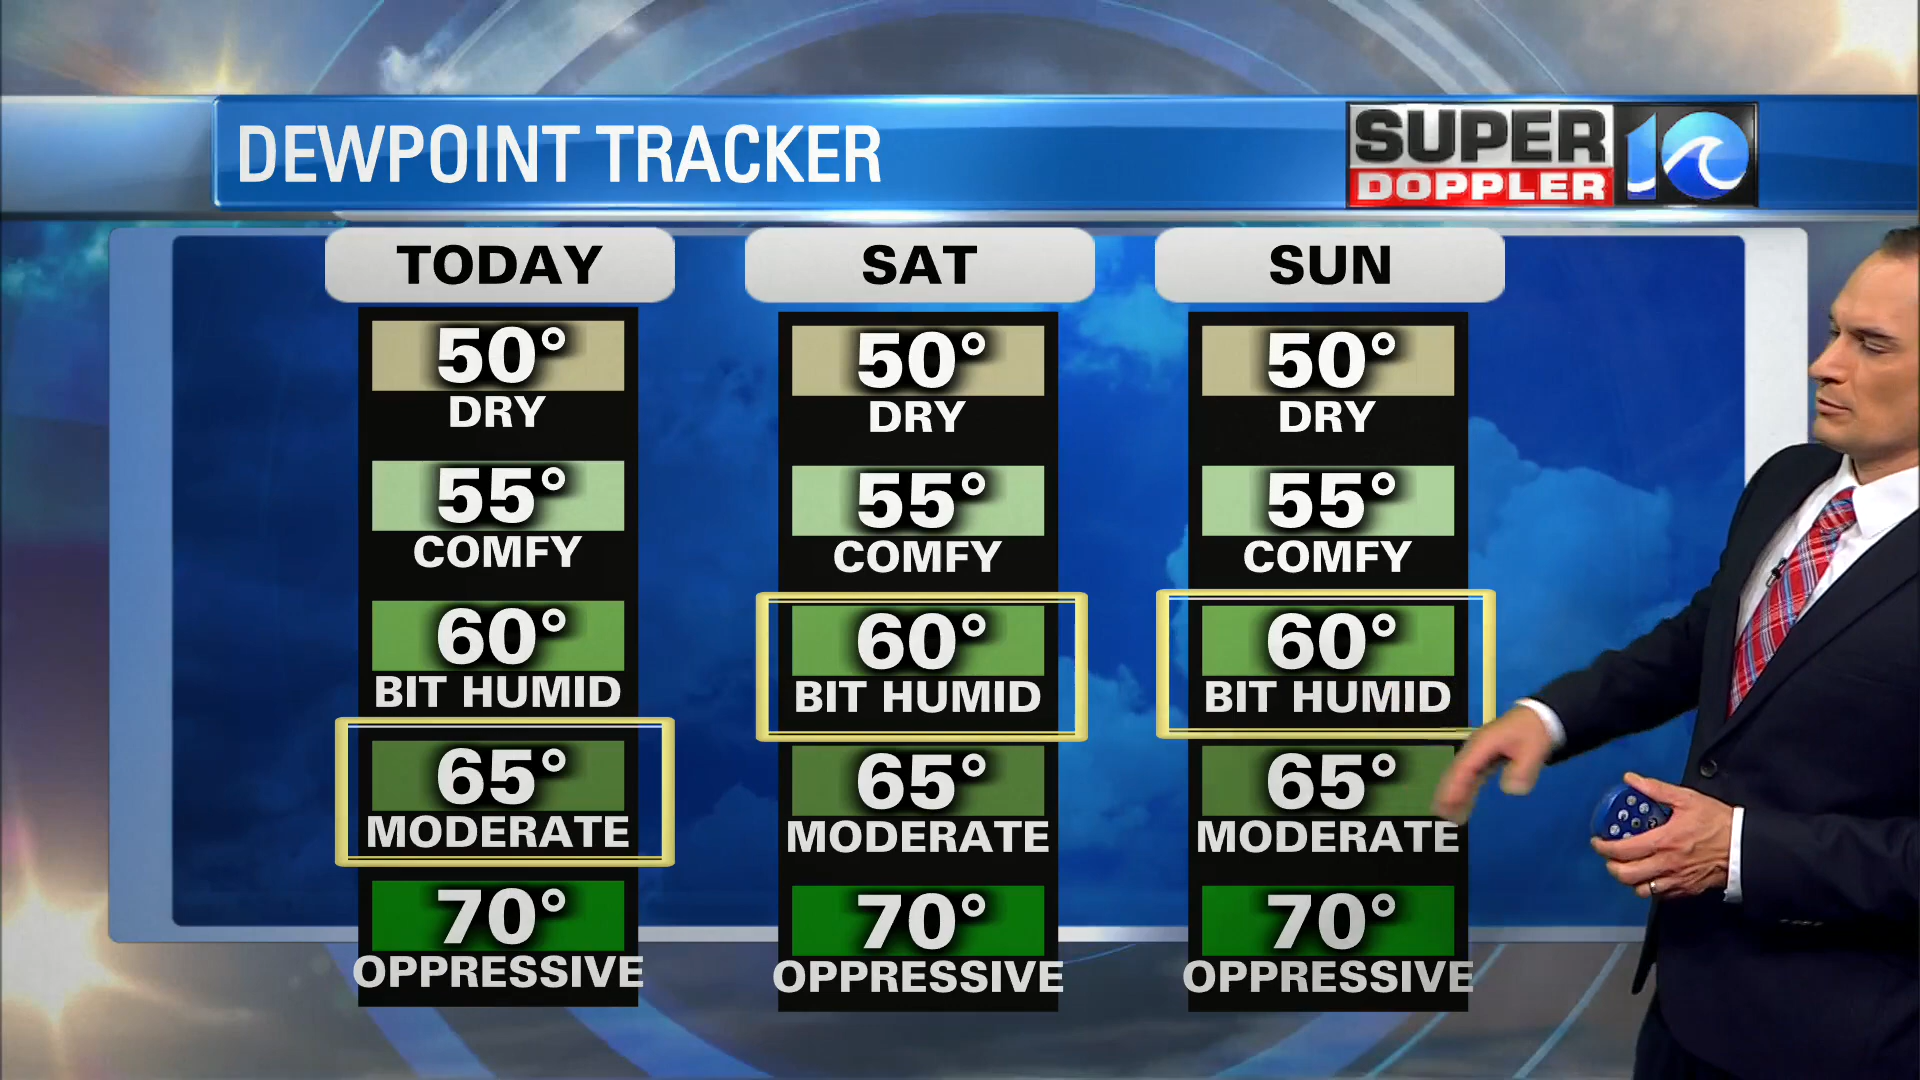 DEWPOINT TRACKER
SUPER
DOPPLER
10
TODAY
50°
DRY
55°
COMFY
60°
BIT HUMID
65°
MODERATE
70°
OPPRESSIVE
SAT
50°
DRY
55°
COMFY
60°
BIT HUMID
65°
MODERATE
70°
OPPRESSIVE
SUN
50°
DRY
55°
COMFY
60°
BIT HUMID
65°
MODERATE
70°
OPPRESSIVE